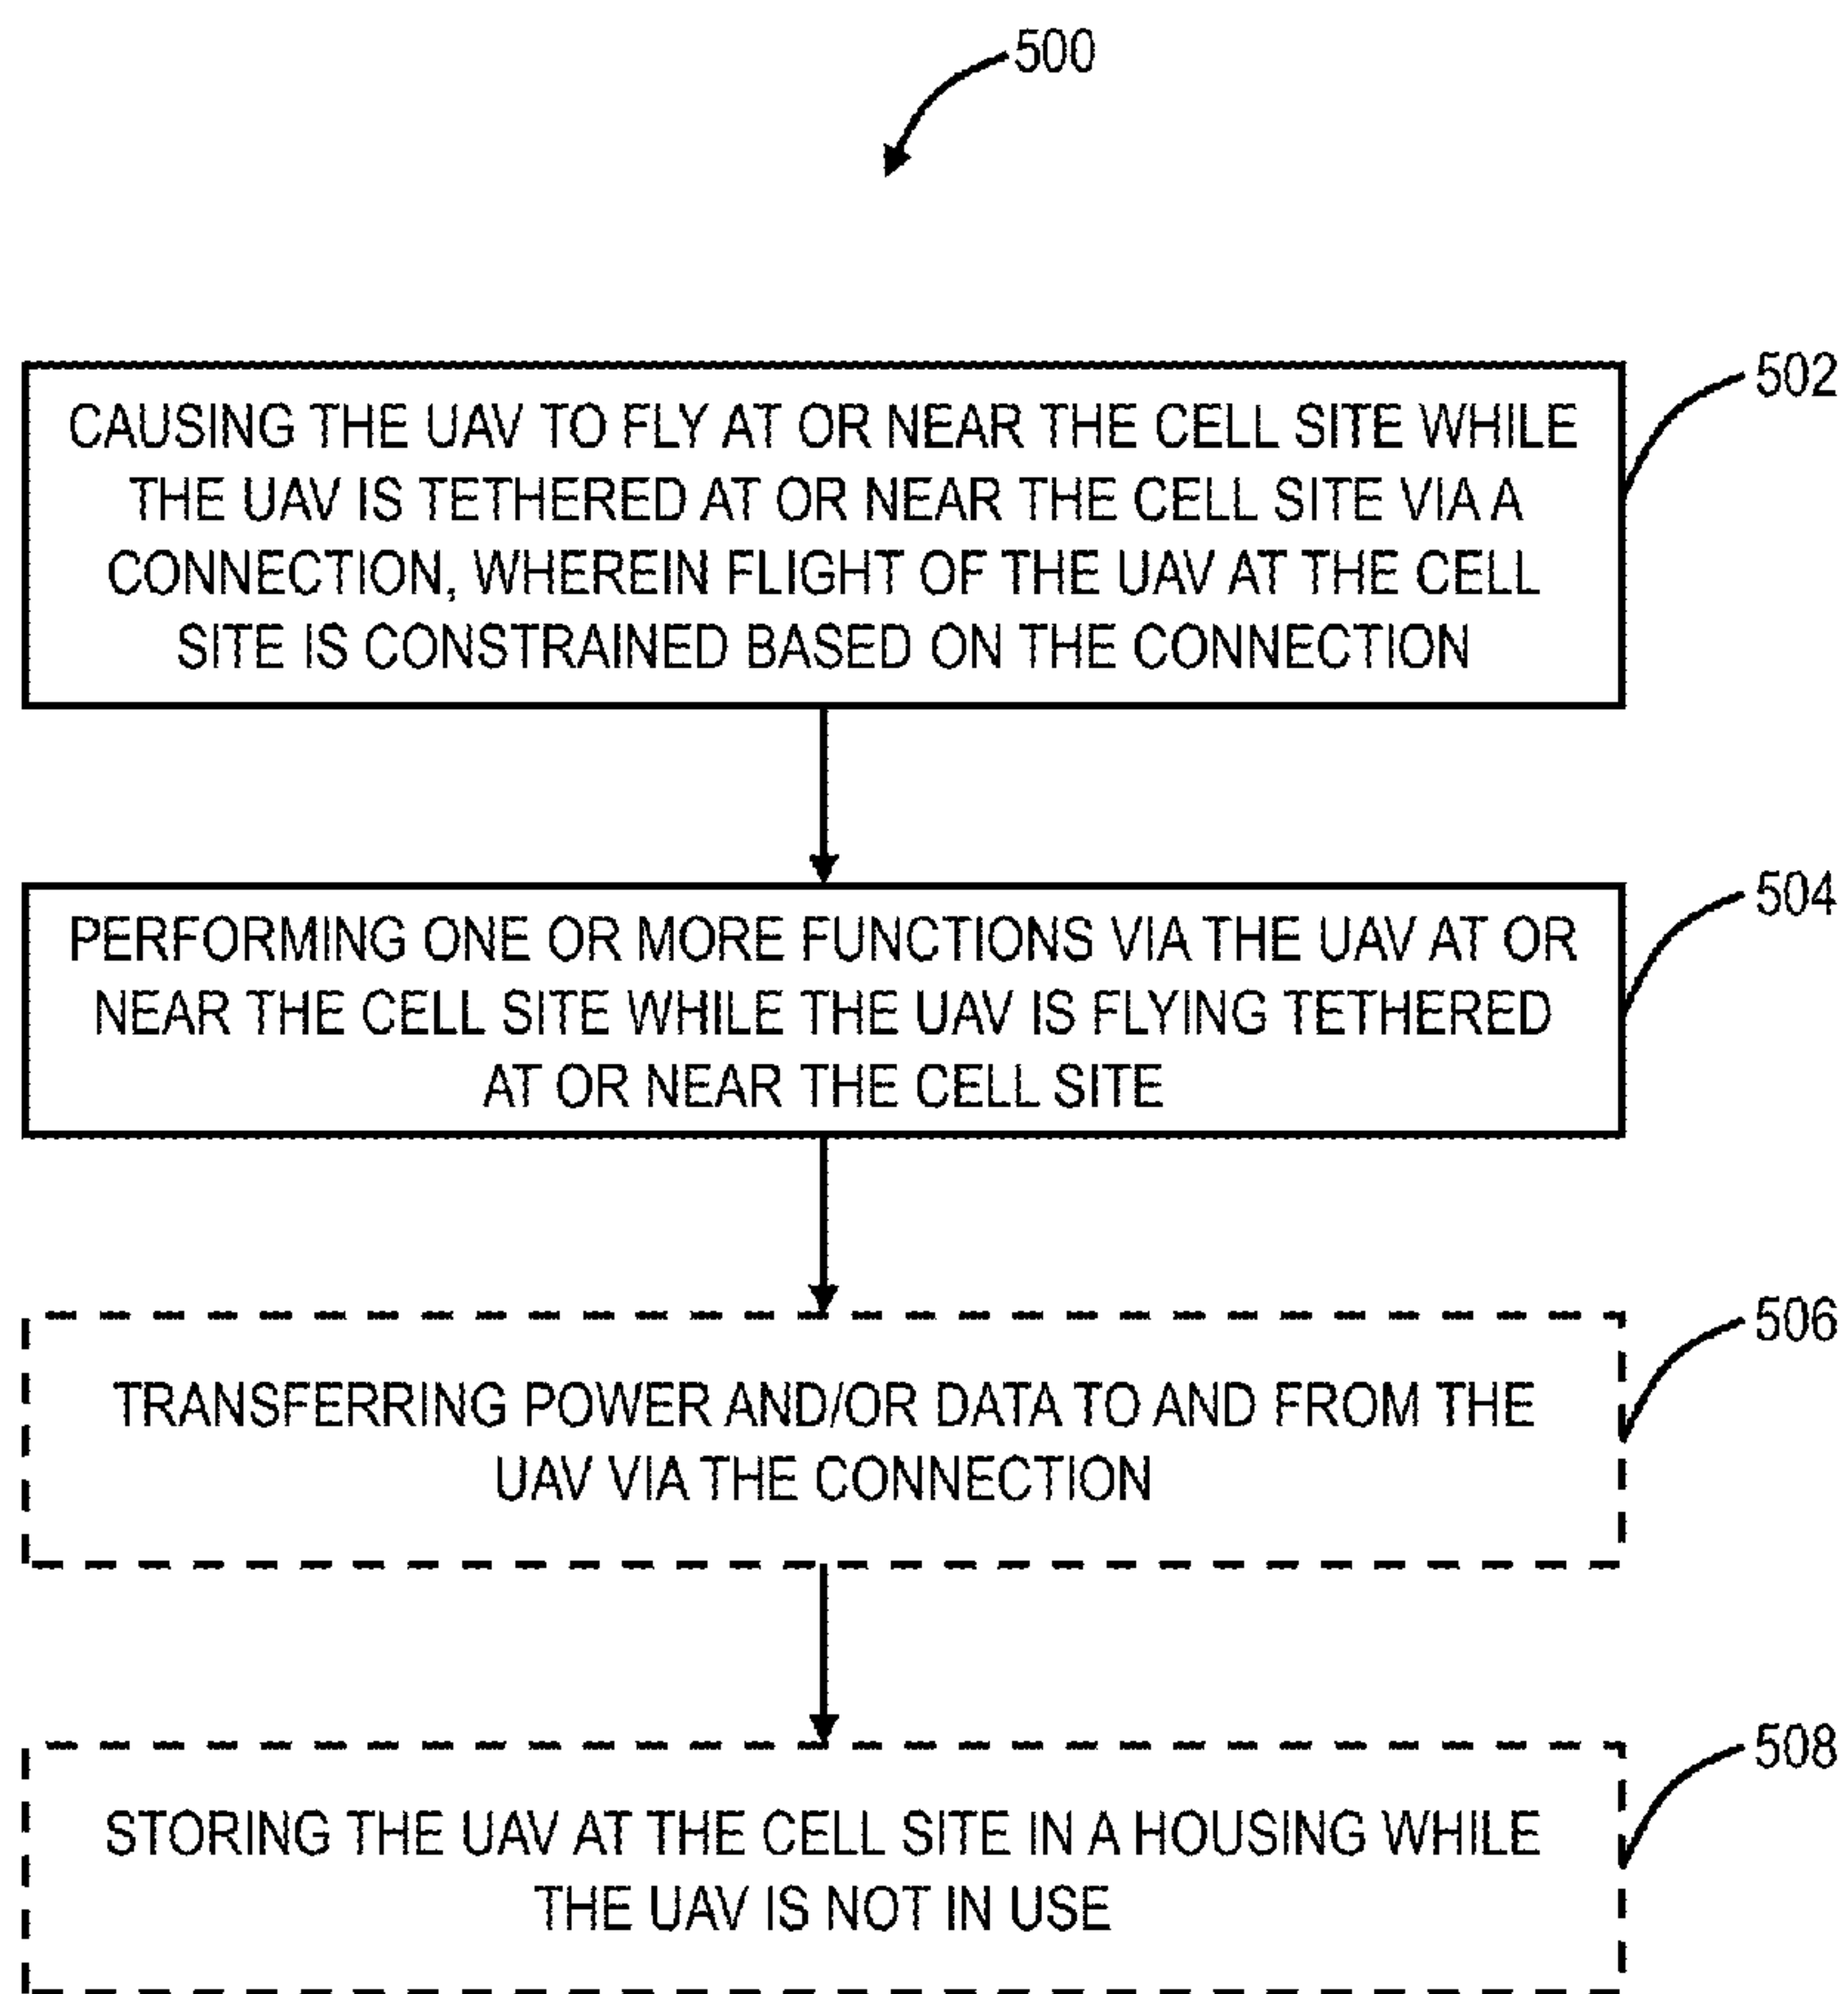 500
502
CAUSING THE UAV TO FLY AT OR NEAR THE CELL SITE WHILE
THE UAV IS TETHERED AT OR NEAR THE CELL SITE VIA A
CONNECTION, WHEREIN FLIGHT OF THE UAV AT THE CELL
SITE IS CONSTRAINED BASED ON THE CONNECTION
504
PERFORMING ONE OR MORE FUNCTIONS VIA THE UAV AT OR
NEAR THE CELL SITE WHILE THE UAV IS FLYING TETHERED
AT OR NEAR THE CELL SITE
506
TRANSFERRING POWER AND/OR DATA TO AND FROM THE
UAV VIA THE CONNECTION
508
STORING THE UAV AT THE CELL SITE IN A HOUSING WHILE
THE UAV IS NOT IN USE